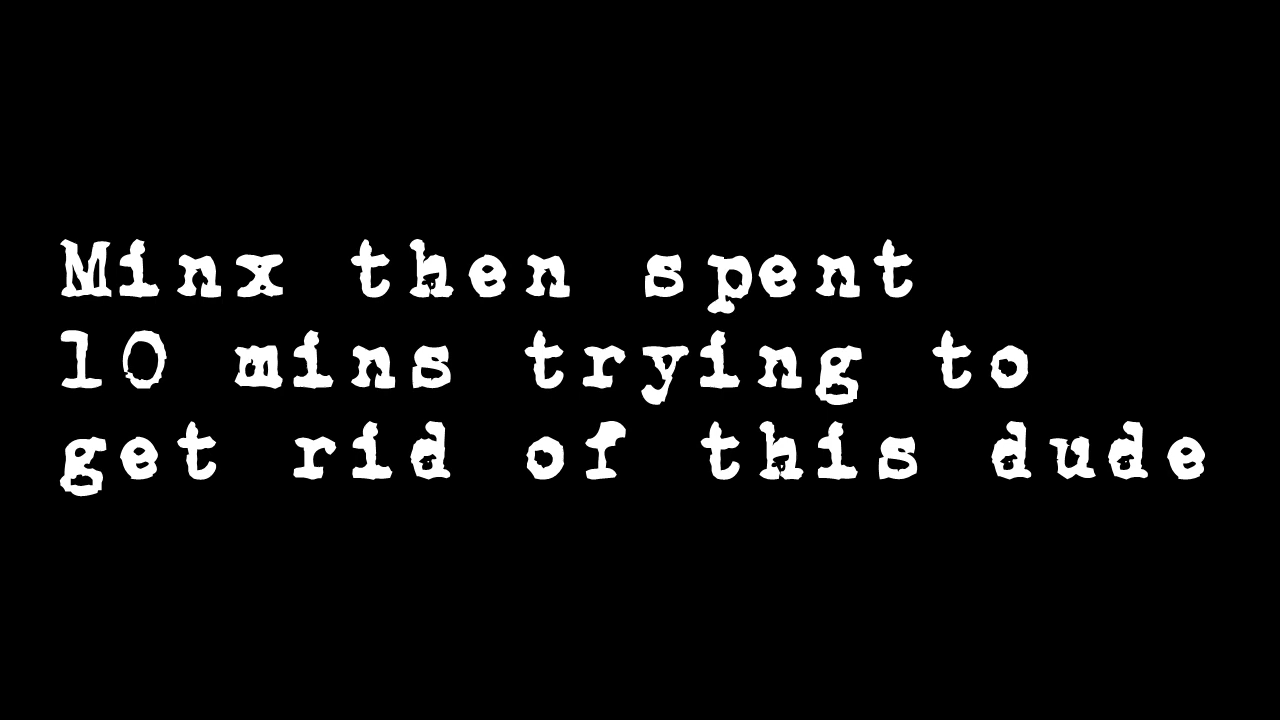 Minx then spent
10 mins trying to
get rid of this dude